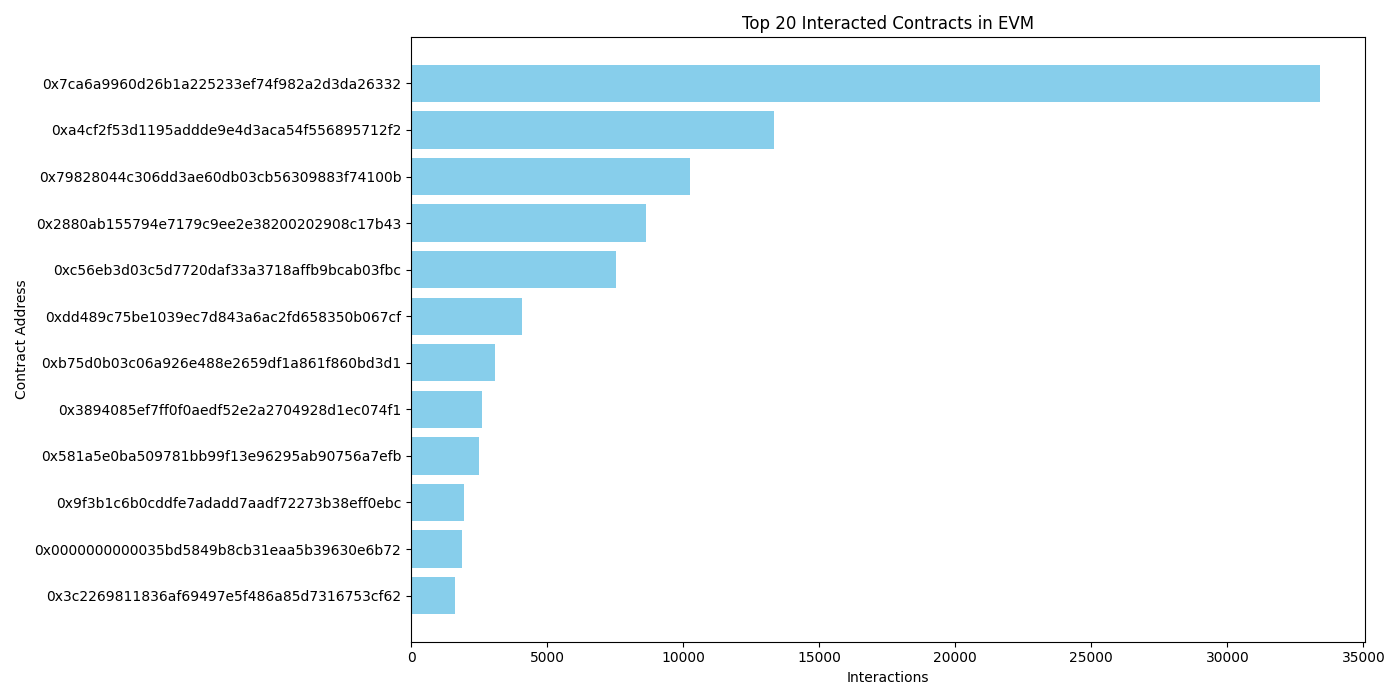 Top 20 Interacted Contracts in EVM
Contract Address
0x7ca6a9960d26b1a225233ef74f982a2d3da26332
0xa4cf2f53d1195addde9e4d3aca54f556895712f2
0x79828044c306dd3ae60db03cb56309883f74100b
0x2880ab155794e7179c9ee2e38200202908c17b43
0xc56eb3d03c5d7720daf33a3718affb9bcab03fbc
0xdd489c75be1039ec7d843a6ac2fd658350b067cf
0xb75d0b03c06a926e488e2659df1a861f860bd3d1
0x3894085ef7ff0f0aedf52e2a2704928d1ec074f1
0x581a5e0ba509781bb99f13e96295ab90756a7efb
0x9f3b1c6b0cddfe7adadd7aadf72273b38eff0ebc
0x0000000000035bd5849b8cb31eaa5b39630e6b72
0x3c2269811836af69497e5f486a85d7316753cf62
0 5000 10000 15000 20000 25000 30000 35000
Interactions